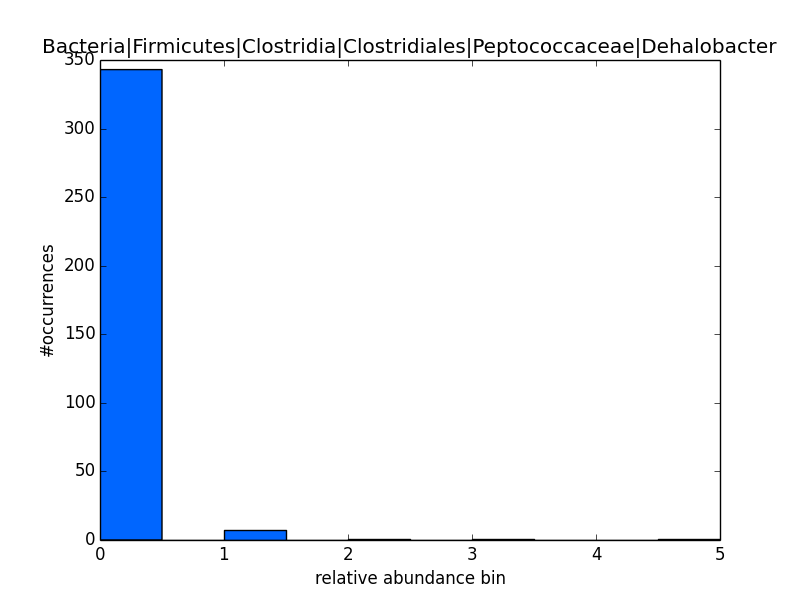 Bacteria|Firmicutes|Clostridia|Clostridiales|Peptococcaceae|Dehalobacter
350
300
250
200
150
100
50
0
#occurrences
0 1 2 3 4 5
relative abundance bin